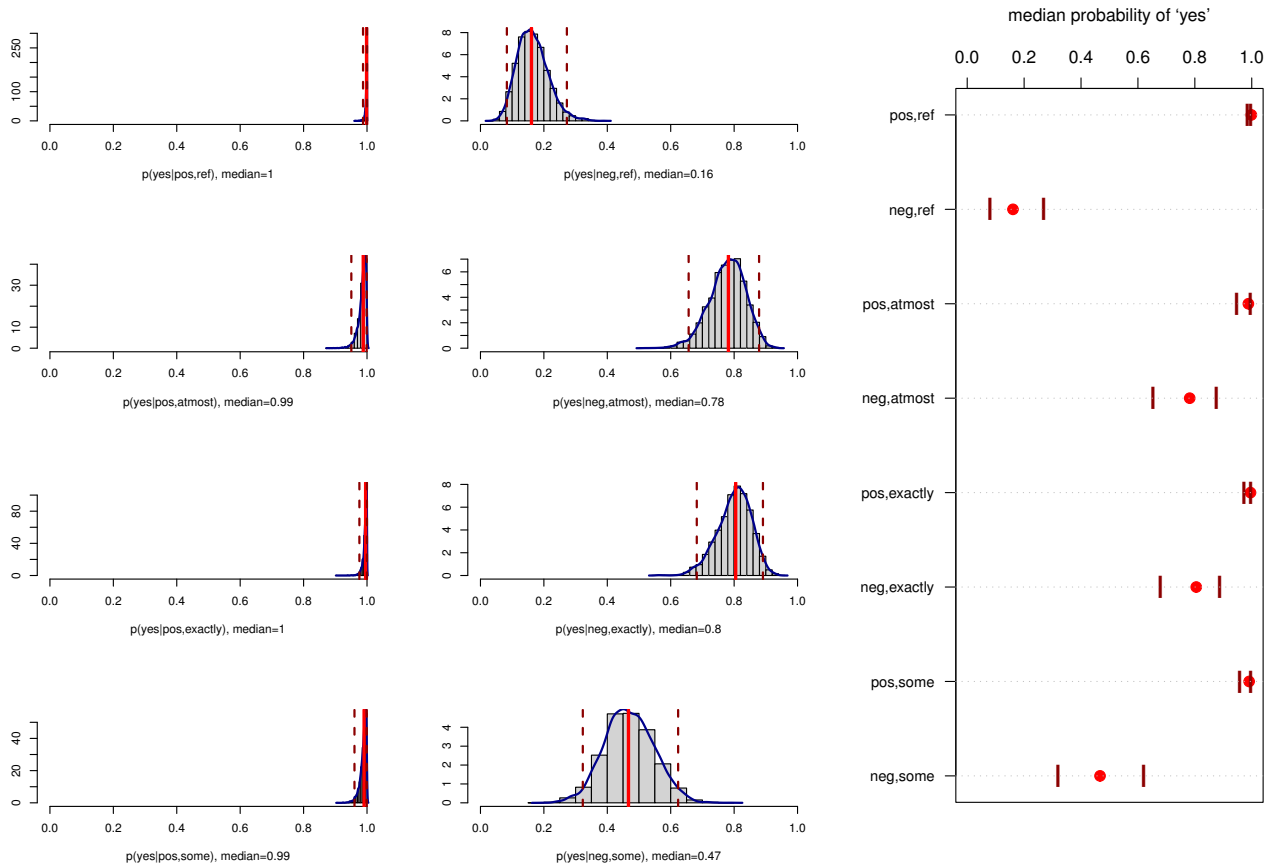 median probability of ‘yes’
0.0 0.2 0.4 0.6 0.8 1.0
0 100 250
0.0 0.2 0.4 0.6 0.8 1.0
p(yes|pos,ref), median=1
0 2 4 6 8
0.0 0.2 0.4 0.6 0.8 1.0
p(yes|neg,ref), median=0.16
0 10 30
0.0 0.2 0.4 0.6 0.8 1.0
p(yes|pos,atmost), median=0.99
0 2 4 6
0.0 0.2 0.4 0.6 0.8 1.0
p(yes|neg,atmost), median=0.78
0 40 80
0.0 0.2 0.4 0.6 0.8 1.0
p(yes|pos,exactly), median=1
0 2 4 6 8
0.0 0.2 0.4 0.6 0.8 1.0
p(yes|neg,exactly), median=0.8
0 20 40
0.0 0.2 0.4 0.6 0.8 1.0
p(yes|pos,some), median=0.99
0 1 2 3 4
0.0 0.2 0.4 0.6 0.8 1.0
p(yes|neg,some), median=0.47
pos,ref
neg,ref
pos,atmost
neg,atmost
pos,exactly
neg,exactly
pos,some
neg,some